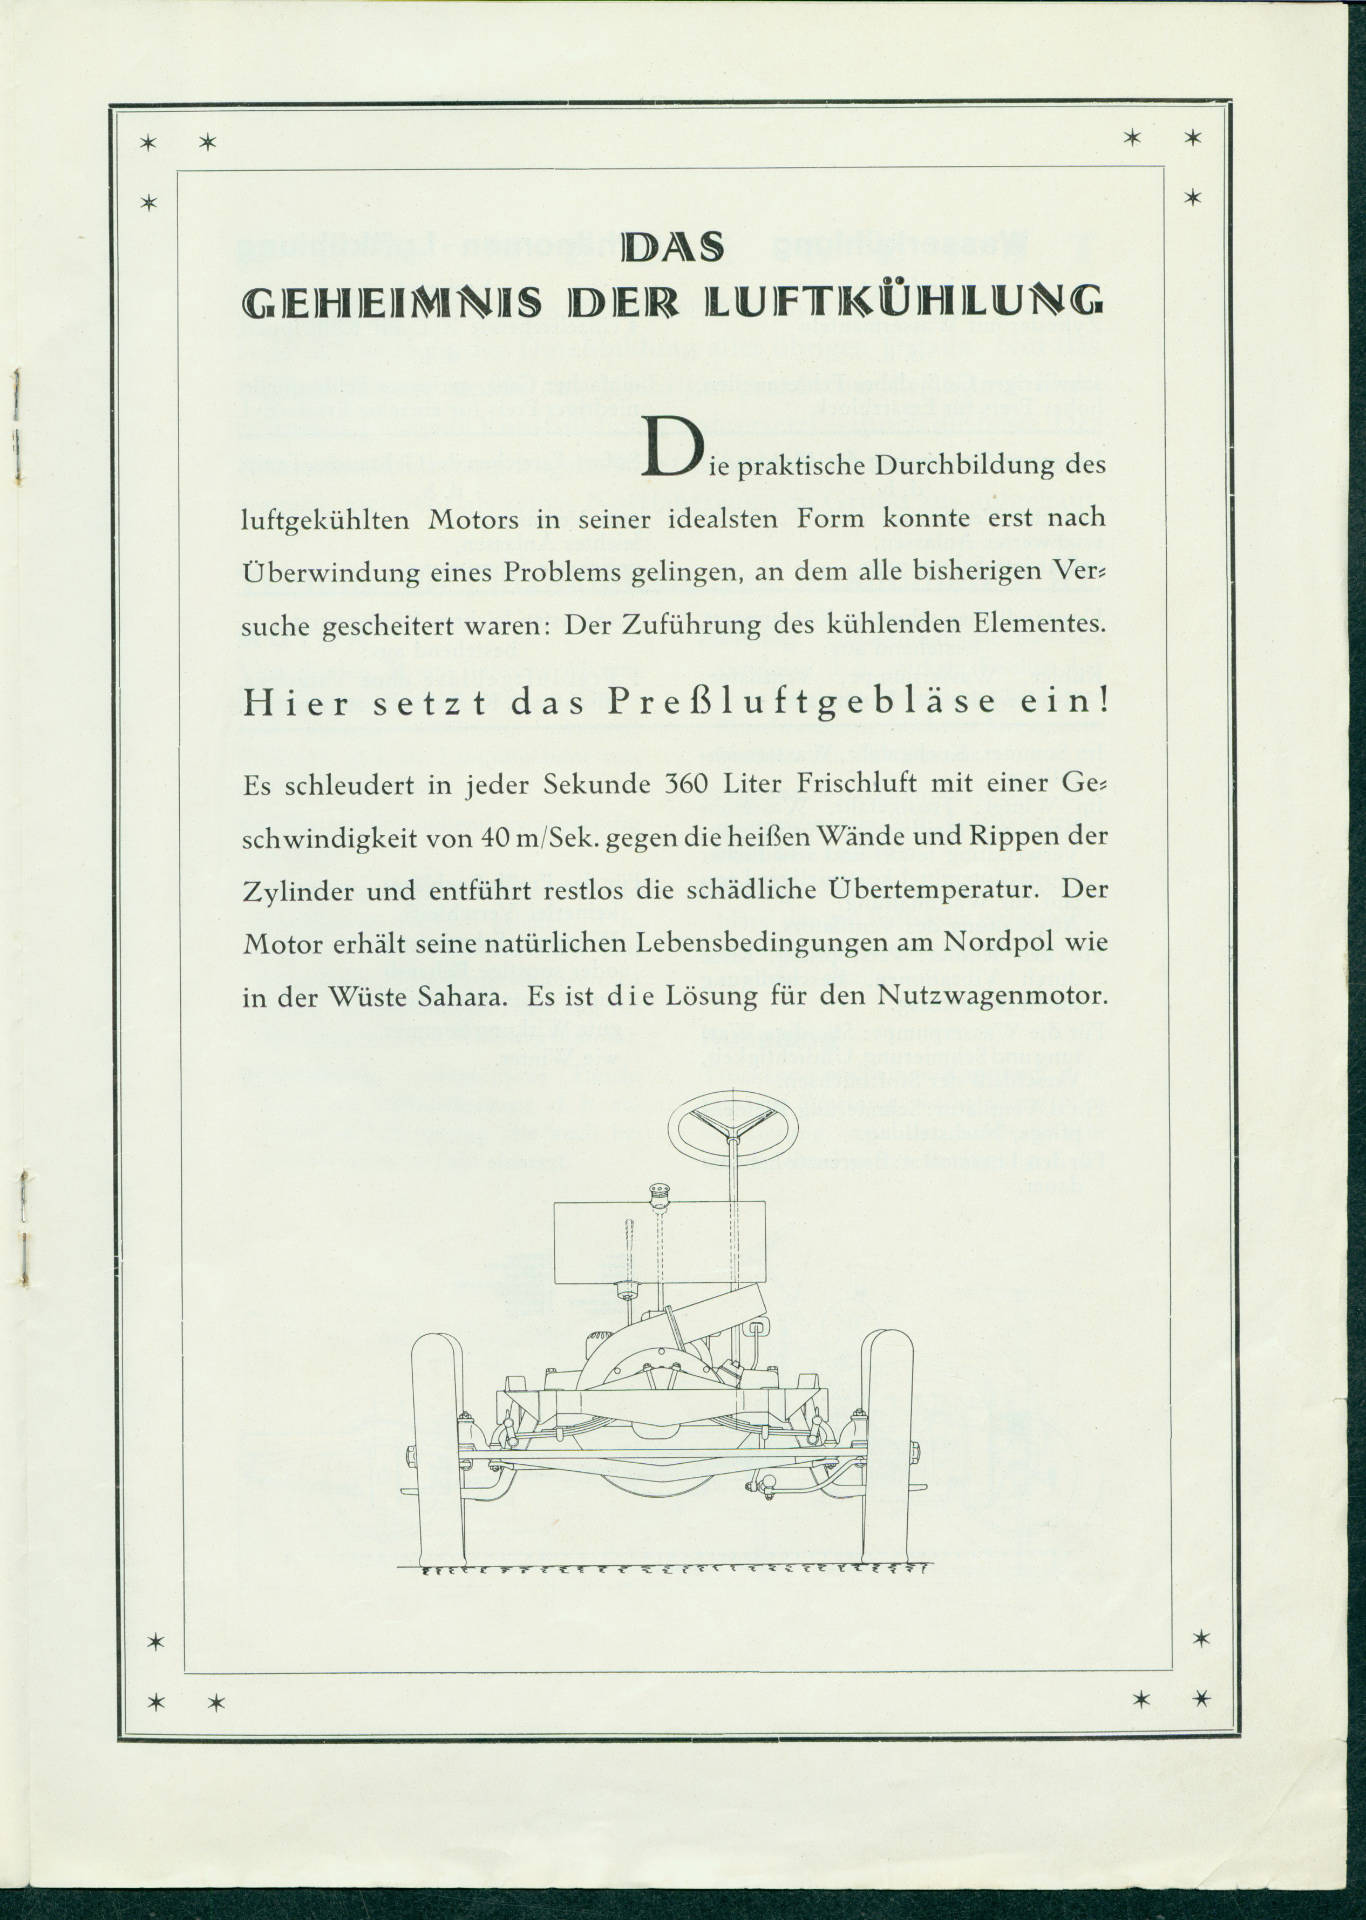 DAS
GEHEIMNIS DER LUFTKÜHLUNG
Die praktische Durchbildung des
luftgekühlten Motors in seiner idealsten Form konnte erst nach
Überwindung eines Problems gelingen, an dem alle bisherigen Ver-
suche gescheitert waren: Der Zuführung des kühlenden Elementes.
Hier setzt das Preßluftgebläse ein!
Es schleudert in jeder Sekunde 360 Liter Frischluft mit einer Ge-
schwindigkeit von 40 m/Sek. gegen die heißen Wände und Rippen der
Zylinder und entführt restlos die schädliche Übertemperatur. Der
Motor erhält seine natürlichen Lebensbedingungen am Nordpol wie
in der Wüste Sahara. Es ist die Lösung für den Nutzwagenmotor.